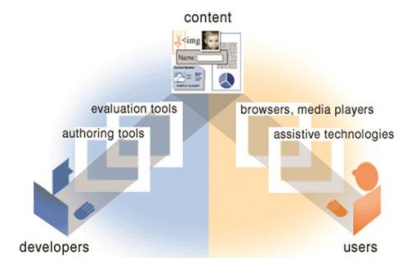 content
<img
Name:
evaluation tools
browsers, media players
authoring tools
assistive technologies
developers
users